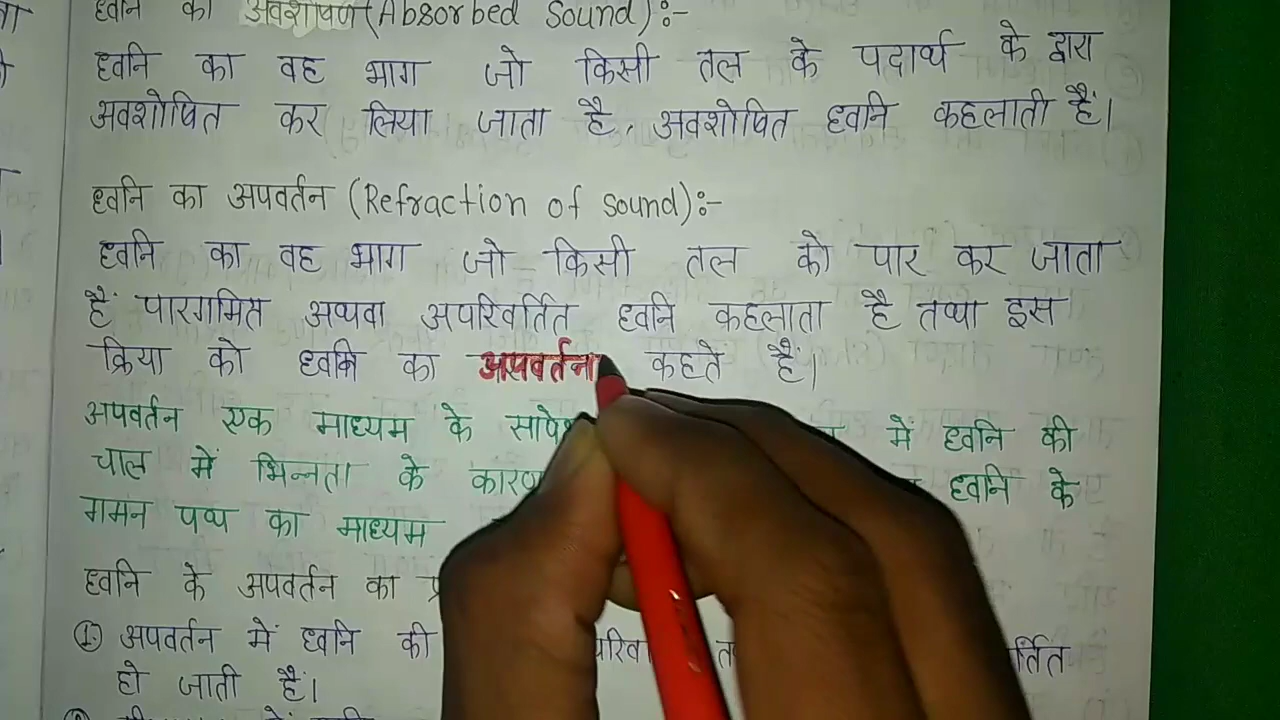 ध्वनि का अवशोषण (Absorbed Sound):-
ध्वनि का वह भाग जो किसी तल के पदार्थ के द्वारा
अवशोषित कर लिया जाता है, अवशोषित ध्वनि कहलाती है।
ध्वनि का अपवर्तन (Refraction of sound):-
ध्वनि का वह भाग जो किसी तल को पार कर जाता
है पारगमित अथवा अपरिवर्तित ध्वनि कहलाता है तथा इस
क्रिया को ध्वनि का अपवर्तन कहते हैं।
अपवर्तन एक माध्यम के में ध्वनि की
चाल में भिन्नता के कारण ध्वनि के
गमन पथ का माध्यम
ध्वनि के अपवर्तन का
① अपवर्तन में ध्वनि की
हो जाती हैं।